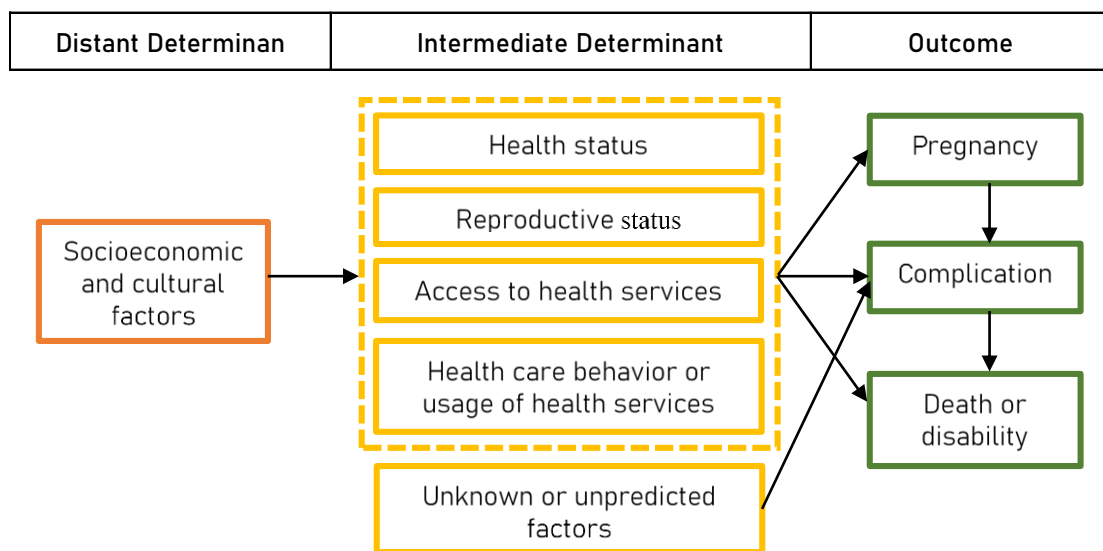 Distant Determinan
Intermediate Determinant
Outcome
Socioeconomic
and cultural
factors
Health status
Reproductive status
Access to health services
Health care behavior or
usage of health services
Unknown or unpredicted
factors
Pregnancy
Complication
Death or
disability